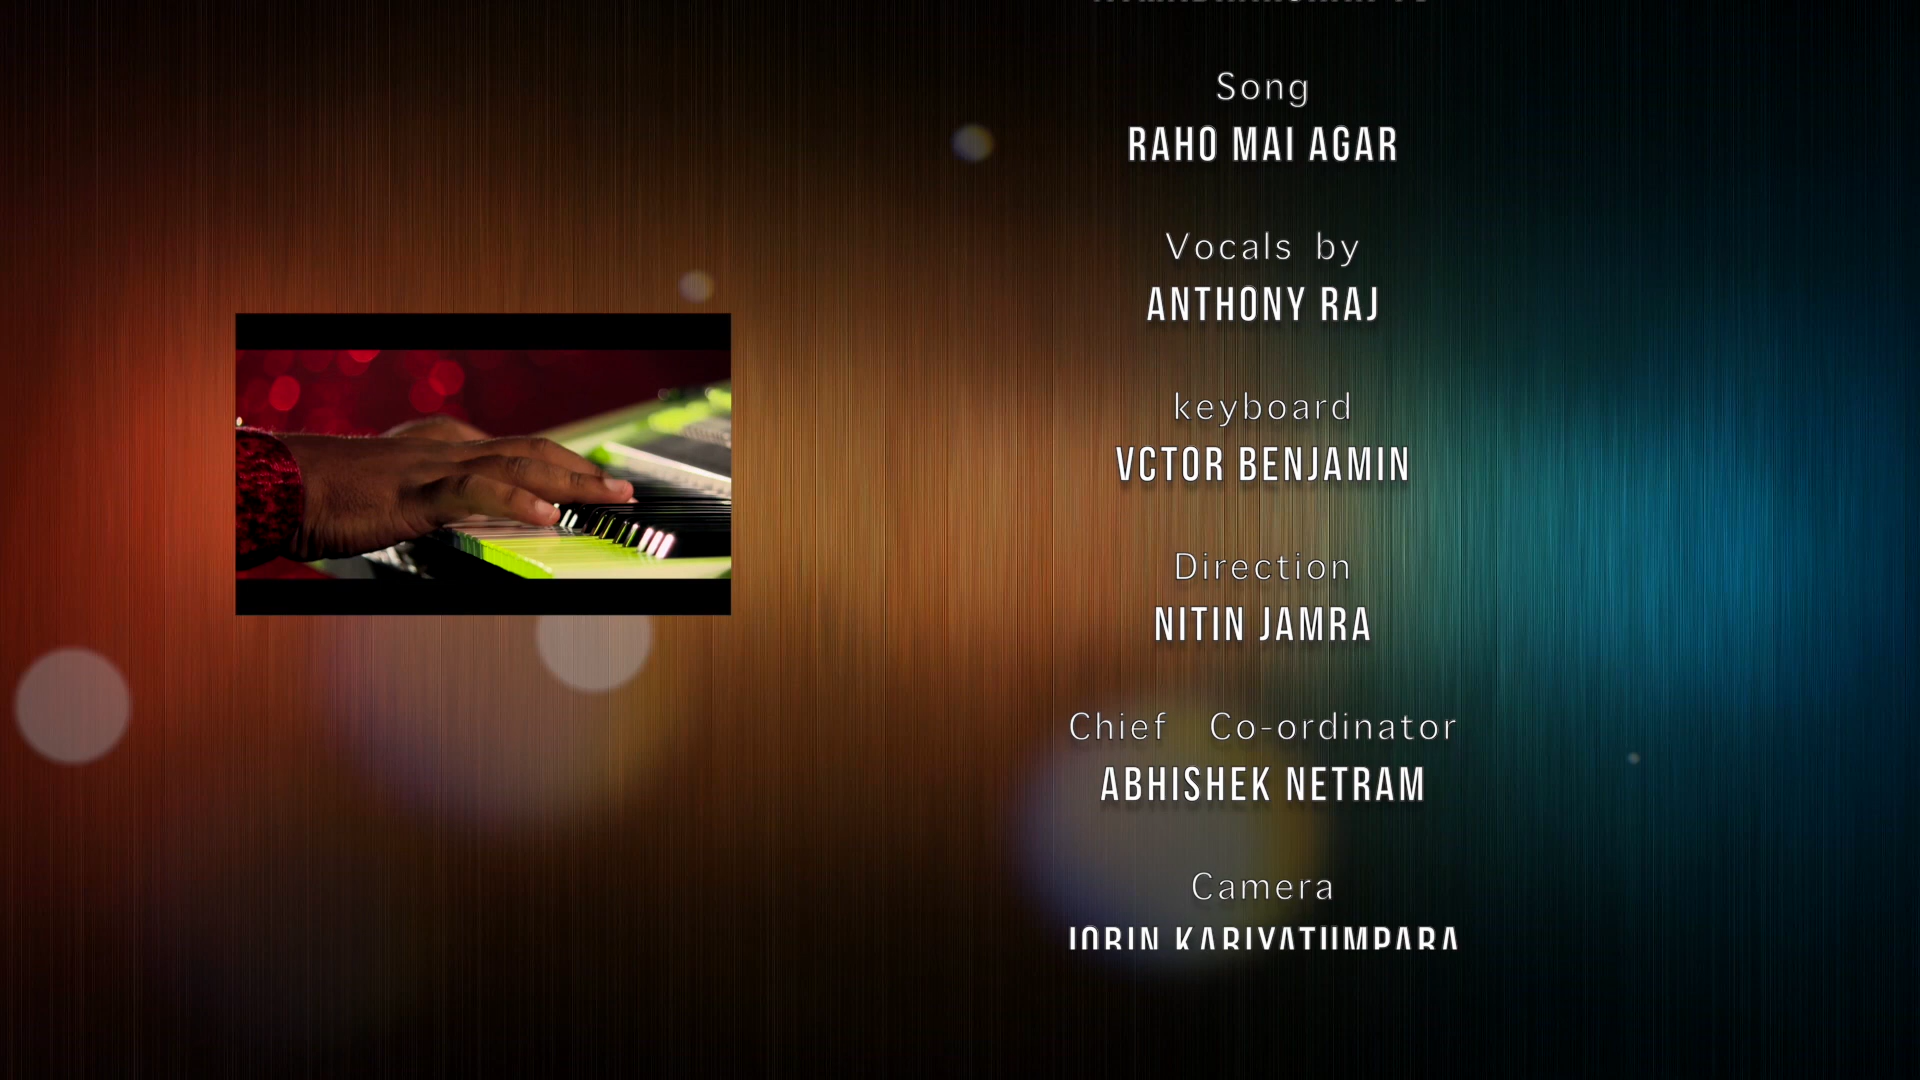 Song
RAHO MAI AGAR
Vocals by
ANTHONY RAJ
keyboard
VCTOR BENJAMIN
Direction
NITIN JAMRA
Chief Co-ordinator
ABHISHEK NETRAM
Camera